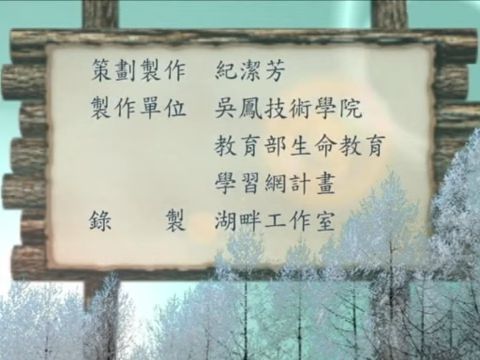 策劃製作 紀潔芳
製作單位 吳鳳技術學院
教育部生命教育
學習網計畫
錄 製 湖畔工作室